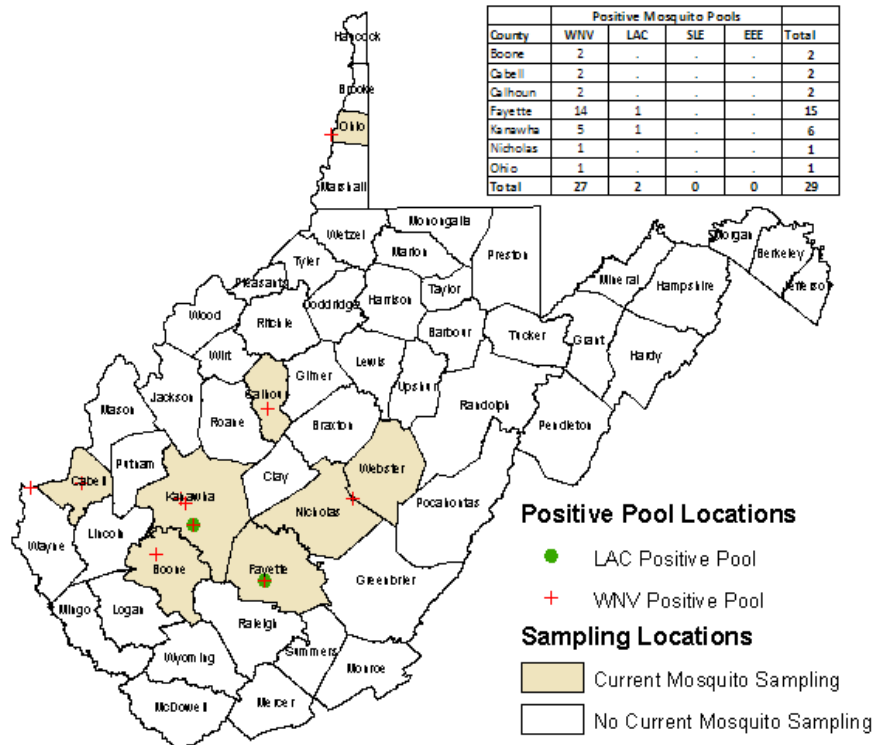 Positive Mosquito Pools
County WNV LAC SLE EEE Total
Boone 2 . . . 2
Cabell 2 . . . 2
Calhoun 2 . . . 2
Fayette 14 1 . . 15
Kanawha 5 1 . . 6
Nicholas 1 . . . 1
Ohio 1 . . . 1
Total 27 2 0 0 29
Hancock
Brooke
Ohio
Marshall
Wetzel
Monongalia
Marion
Preston
Morgan
Berkeley
Jefferson
Mineral
Hampshire
Tyler
Pleasants
Doddridge
Harrison
Taylor
Wood
Ritchie
Barbour
Tucker
Grant
Hardy
Wirt
Calhoun
Gilmer
Lewis
Upshur
Randolph
Pendleton
Jackson
Mason
Roane
Braxton
Webster
Pocahontas
Putnam
Cabell
Kanawha
Clay
Nicholas
Wayne
Lincoln
Boone
Fayette
Greenbrier
Mingo
Logan
Raleigh
Summers
Monroe
Wyoming
McDowell
Mercer
Positive Pool Locations
LAC Positive Pool
WNV Positive Pool
Sampling Locations
Current Mosquito Sampling
No Current Mosquito Sampling